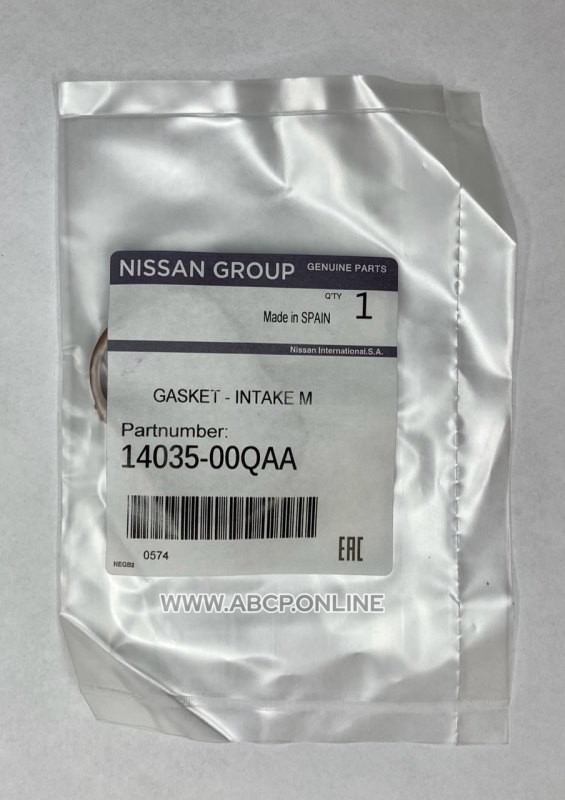 NISSAN GROUP GENUINE PARTS
Q'TY 1
Made in SPAIN
Nissan International.S.A.
GASKET - INTAKE M
Partnumber:
14035-00QAA
0574
EAC
NEGB2
WWW.ABCP.ONLINE